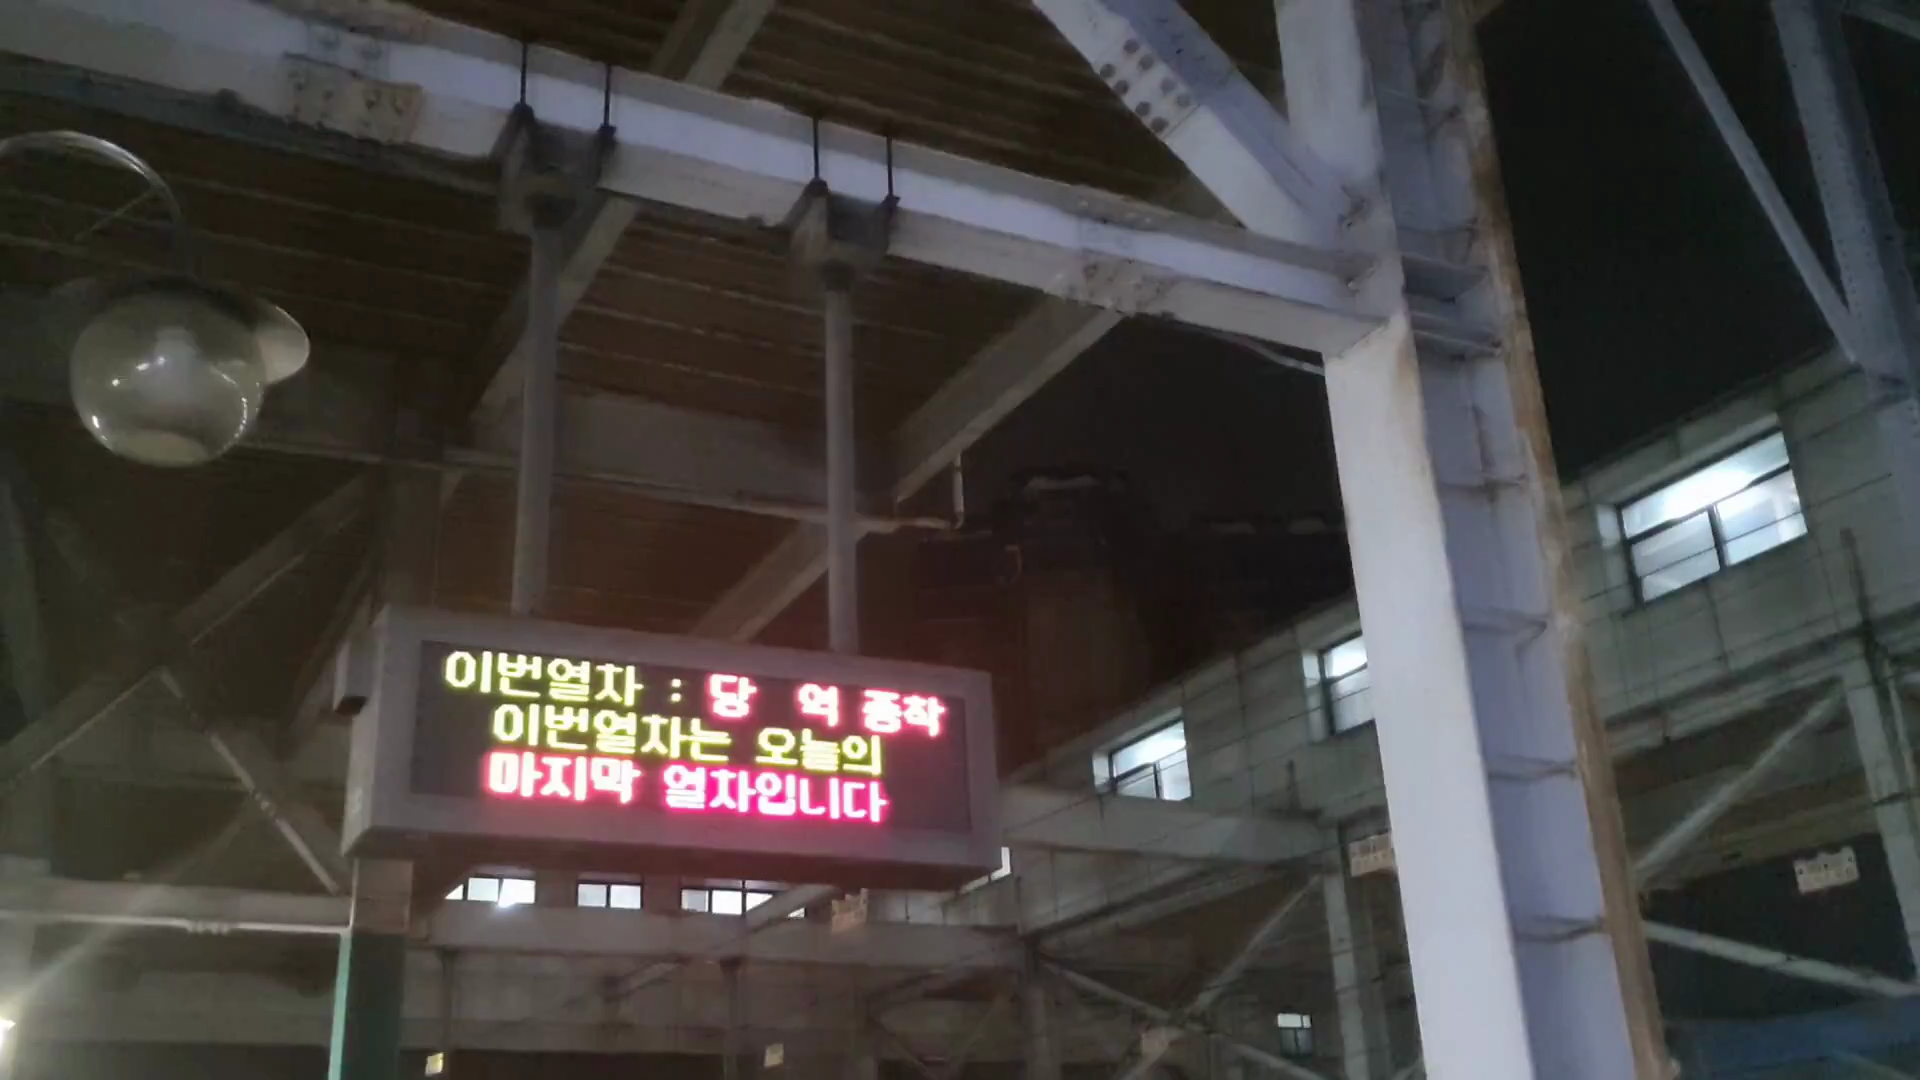 이번열차 : 당 역 종착
이번열차는 오늘의
마지막 열차입니다